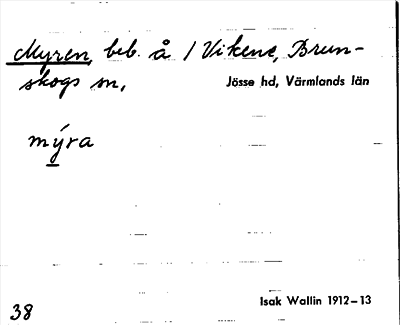 Myren, beb. å 1 Vikene, Brun-
skogs sn,
Jösse hd, Värmlands län
mýra
Isak Wallin 1912–13
38